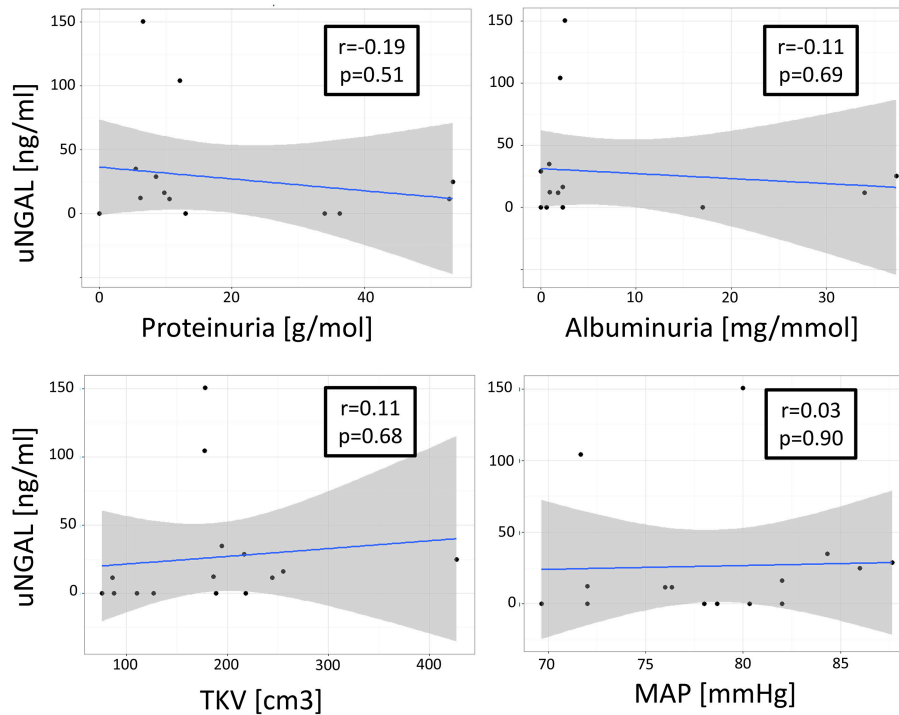 150
100
50
0
uNGAL [ng/ml]
r=-0.19
p=0.51
0
20
40
Proteinuria [g/mol]
150
100
50
0
r=-0.11
p=0.69
0
10
20
30
Albuminuria [mg/mmol]
150
100
50
0
uNGAL [ng/ml]
r=0.11
p=0.68
100
200
300
400
TKV [cm3]
150
100
50
0
r=0.03
p=0.90
70
75
80
85
MAP [mmHg]